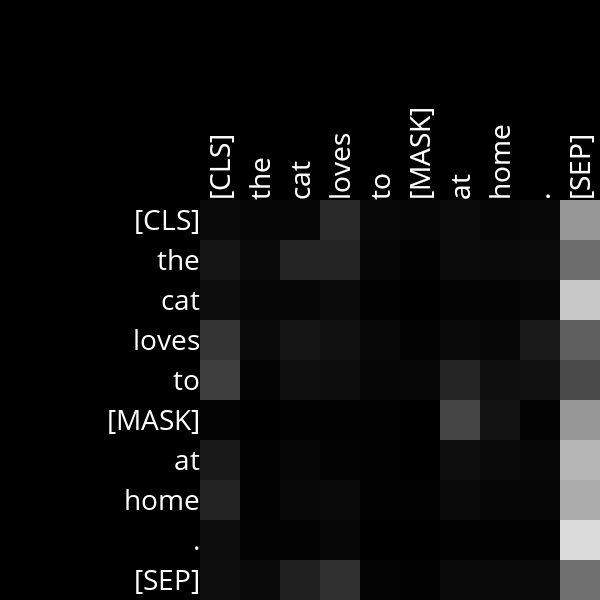 [CLS] the cat loves to [MASK] at home . [SEP]
[CLS]
the
cat
loves
to
[MASK]
at
home
.
[SEP]